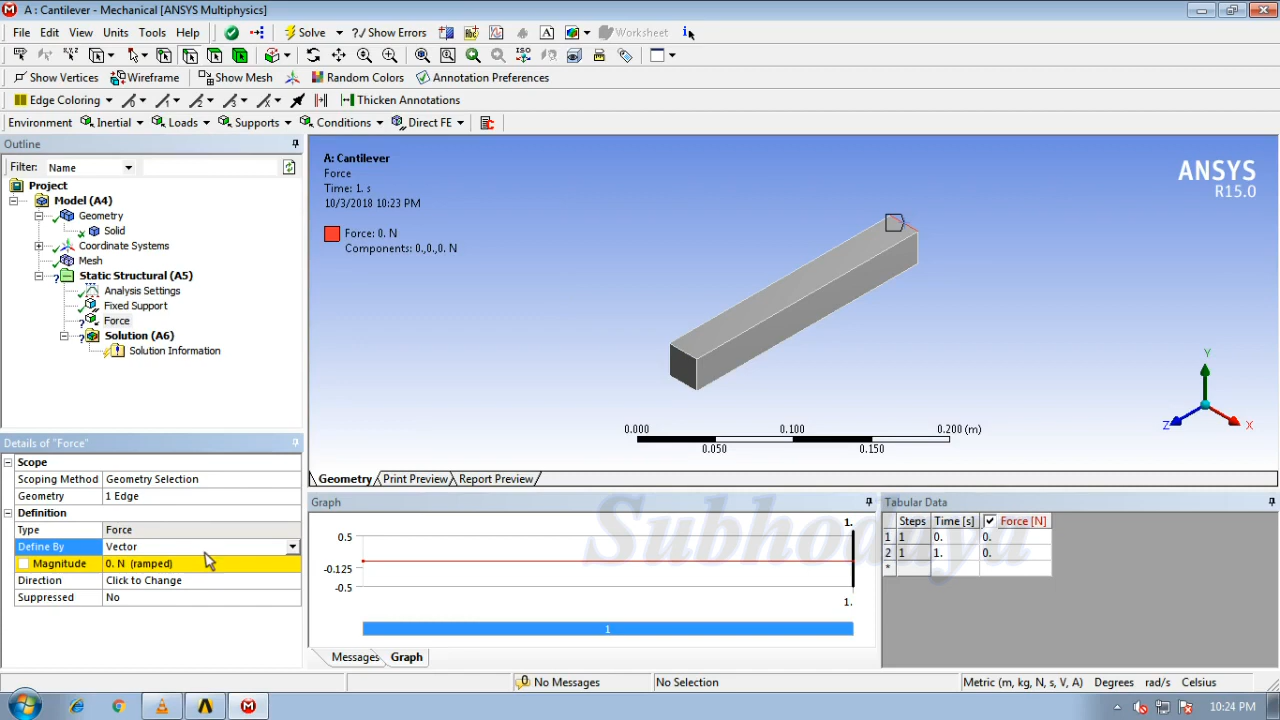 A : Cantilever - Mechanical [ANSYS Multiphysics]
File Edit View Units Tools Help Solve ?/ Show Errors Worksheet
Show Vertices Wireframe Show Mesh Random Colors Annotation Preferences
Edge Coloring Thicken Annotations
Environment Inertial Loads Supports Conditions Direct FE
Outline
Filter: Name
Project
Model (A4)
Geometry
Solid
Coordinate Systems
Mesh
Static Structural (A5)
Analysis Settings
Fixed Support
Force
Solution (A6)
Solution Information
A: Cantilever
Force
Time: 1. s
10/3/2018 10:23 PM
Force: 0. N
Components: 0.,0.,0. N
ANSYS
R15.0
Y
Z X
0.000 0.100 0.200 (m)
0.050 0.150
Geometry Print Preview Report Preview
Details of "Force"
Scope
Scoping Method Geometry Selection
Geometry 1 Edge
Definition
Type Force
Define By Vector
Magnitude 0. N (ramped)
Direction Click to Change
Suppressed No
Graph
1.
0.5
-0.125
-0.5
1.
1
Subhodaya
Messages Graph
Tabular Data
Steps Time [s] Force [N]
1 1 0. 0.
2 1 1. 0.
*
No Messages No Selection Metric (m, kg, N, s, V, A) Degrees rad/s Celsius
10:24 PM